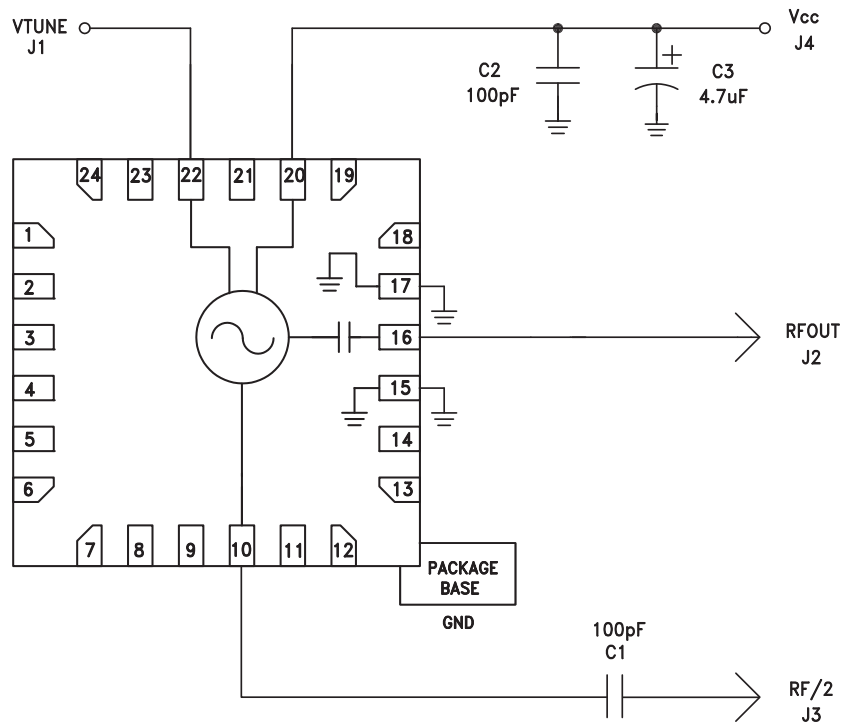 VTUNE
J1
Vcc
J4
C2
100pF
+
C3
4.7uF
24 23 22 21 20 19
1
2
3
4
5
6
18
17
16
15
14
13
RFOUT
J2
7 8 9 10 11 12
PACKAGE
BASE
GND
100pF
C1
RF/2
J3